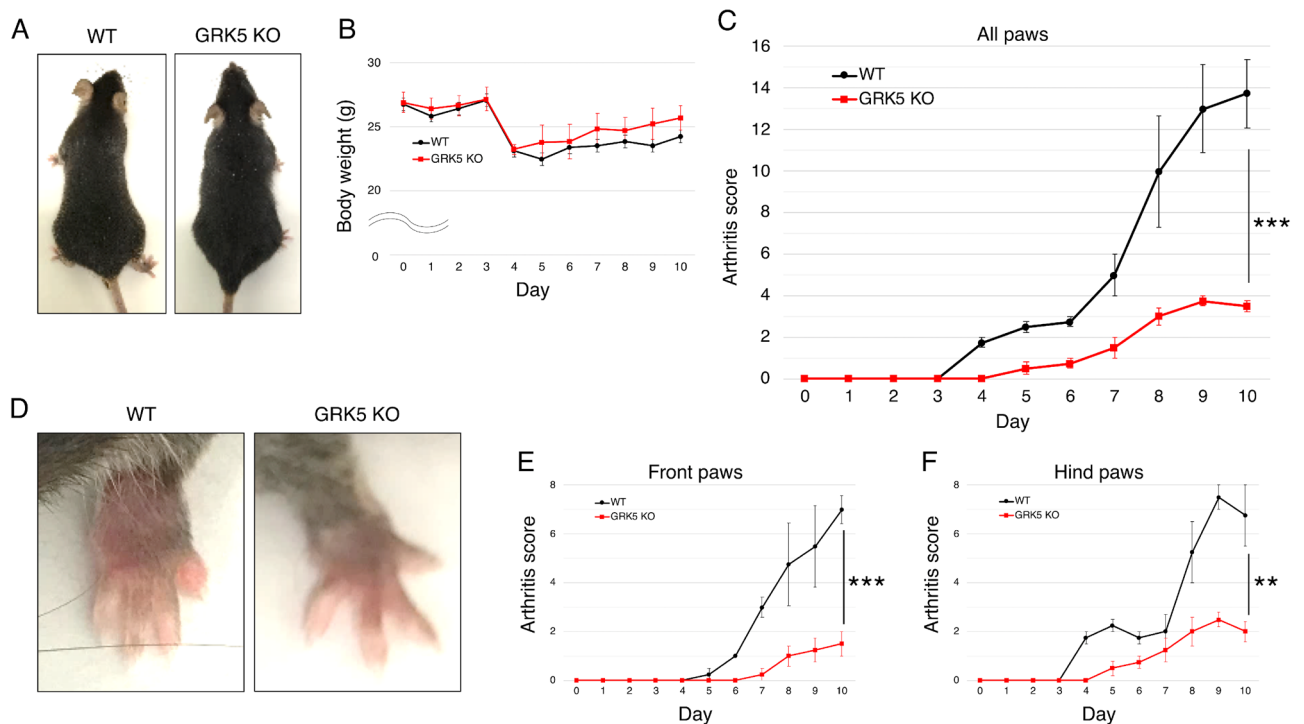 A
WT
GRK5 KO
B
Body weight (g)
30
25
20
0
WT
GRK5 KO
0 1 2 3 4 5 6 7 8 9 10
Day
C
All paws
Arthritis score
16
14
12
10
8
6
4
2
0
WT
GRK5 KO
***
0 1 2 3 4 5 6 7 8 9 10
Day
D
WT
GRK5 KO
E
Front paws
Arthritis score
8
6
4
2
0
WT
GRK5 KO
***
0 1 2 3 4 5 6 7 8 9 10
Day
F
Hind paws
Arthritis score
8
6
4
2
0
WT
GRK5 KO
**
0 1 2 3 4 5 6 7 8 9 10
Day